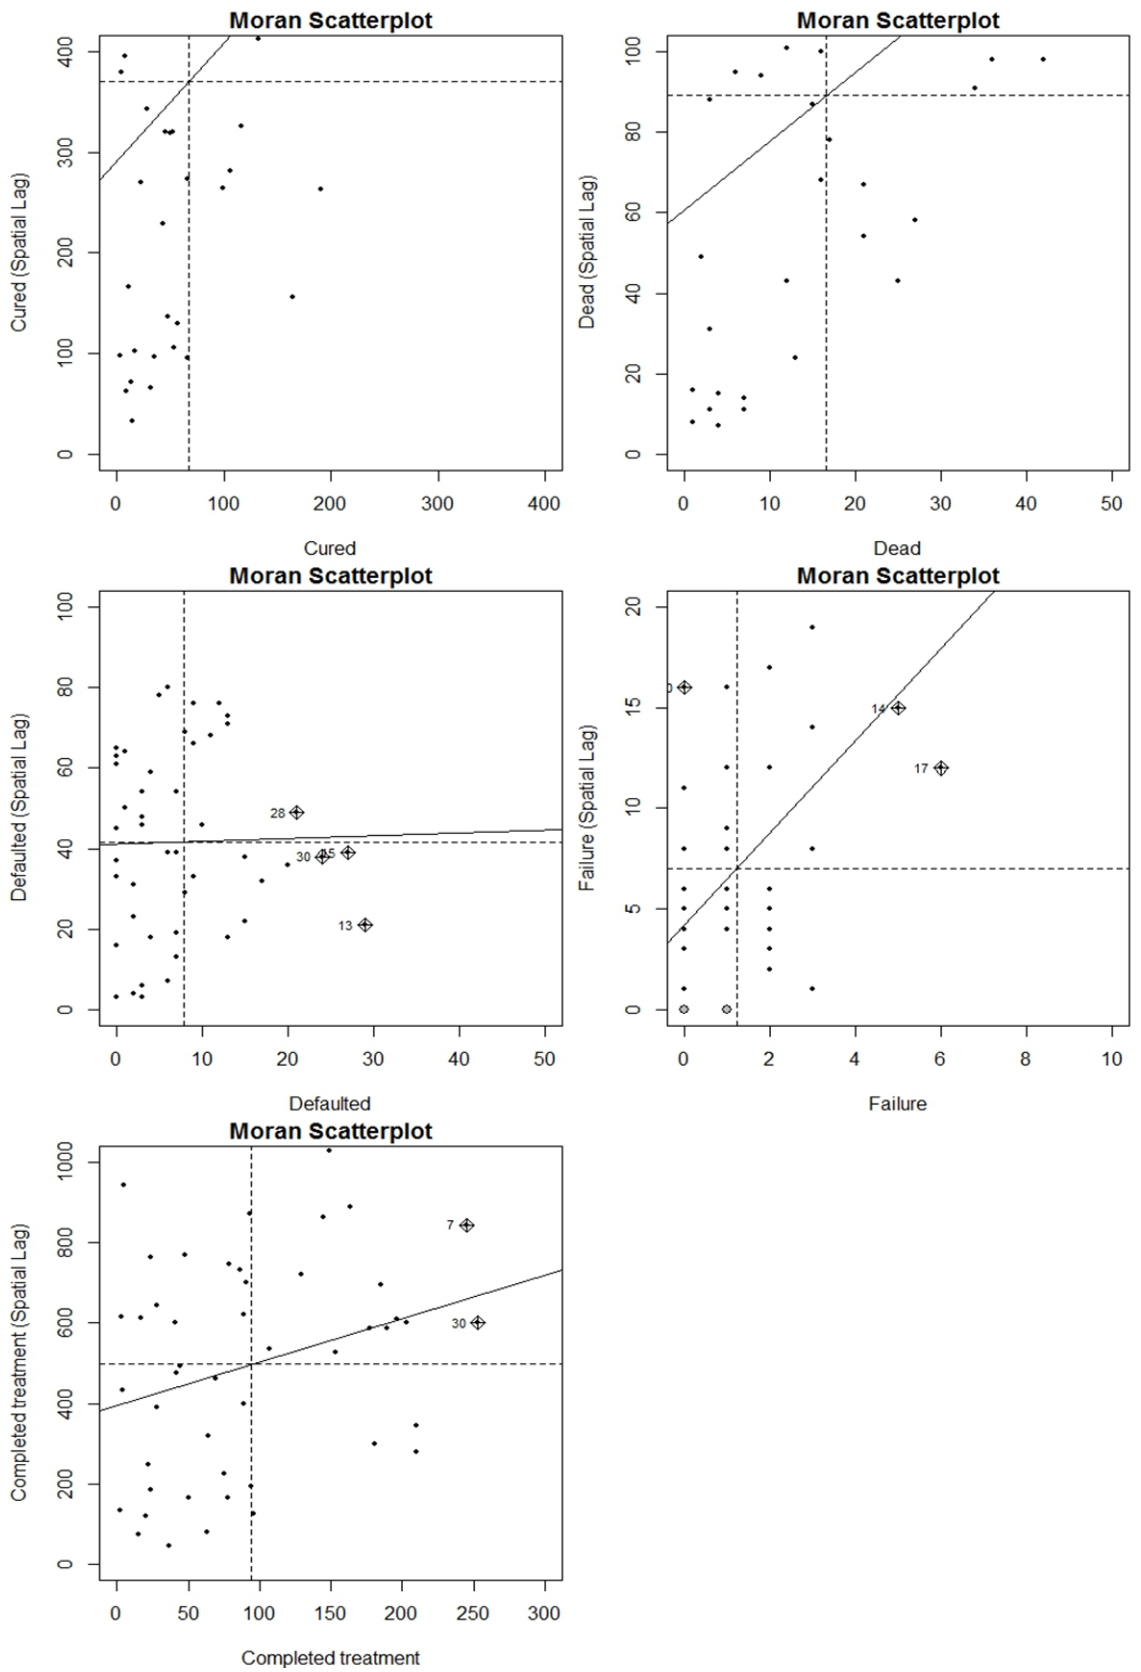 Moran Scatterplot
Cured (Spatial Lag)
400
300
200
100
0
0 100 200 300 400
Cured
Moran Scatterplot
Dead (Spatial Lag)
100
80
60
40
20
0
0 10 20 30 40 50
Dead
Moran Scatterplot
Defaulted (Spatial Lag)
100
80
60
40
20
0
28
30
13
0 10 20 30 40 50
Defaulted
Moran Scatterplot
Failure (Spatial Lag)
20
15
10
5
0
14
17
0 2 4 6 8 10
Failure
Moran Scatterplot
Completed treatment (Spatial Lag)
1000
800
600
400
200
0
7
30
0 50 100 150 200 250 300
Completed treatment